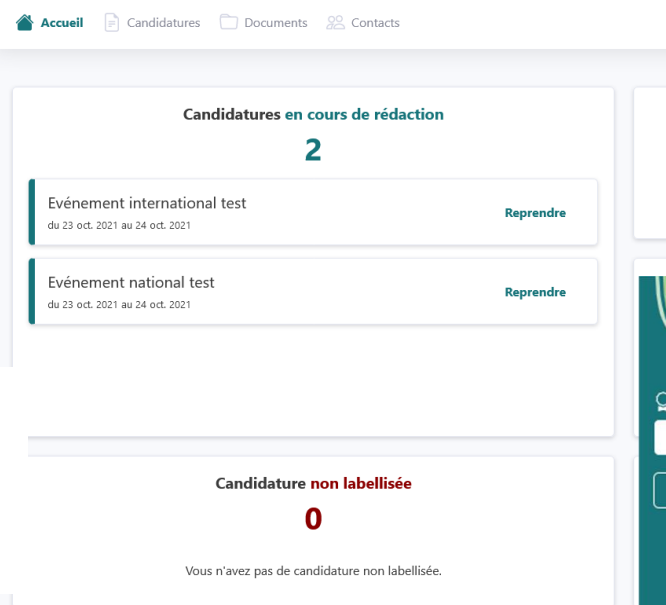 Accueil Candidatures Documents Contacts
Candidatures en cours de rédaction
2
Evénement international test
du 23 oct. 2021 au 24 oct. 2021
Reprendre
Evénement national test
du 23 oct. 2021 au 24 oct. 2021
Reprendre
Candidature non labellisée
0
Vous n'avez pas de candidature non labellisée.